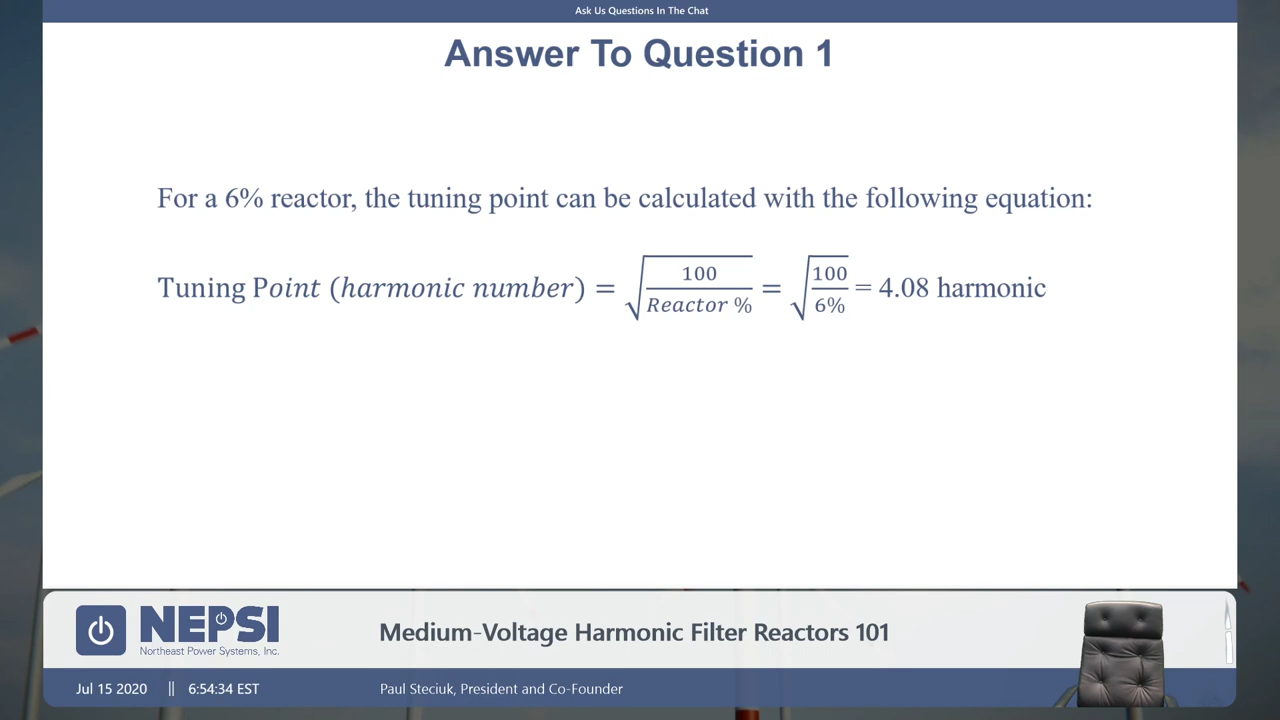 Ask Us Questions In The Chat
Answer To Question 1
For a 6% reactor, the tuning point can be calculated with the following equation:
Tuning Point (harmonic number) = √(100 / Reactor %) = √(100 / 6%) = 4.08 harmonic
NEPSI
Northeast Power Systems, Inc.
Medium-Voltage Harmonic Filter Reactors 101
Jul 15 2020 || 6:54:34 EST
Paul Steciuk, President and Co-Founder